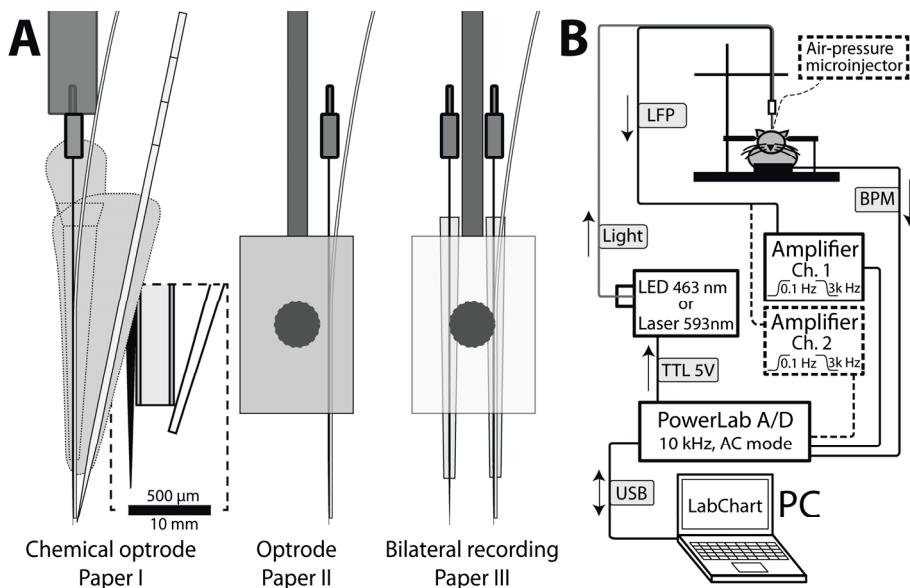 A
500 μm
10 mm
Chemical optrode
Paper I
Optrode
Paper II
Bilateral recording
Paper III
B
Air-pressure
microinjector
LFP
BPM
Light
Amplifier
Ch. 1
0.1 Hz 3k Hz
LED 463 nm
or
Laser 593nm
Amplifier
Ch. 2
0.1 Hz 3k Hz
TTL 5V
PowerLab A/D
10 kHz, AC mode
USB
LabChart
PC